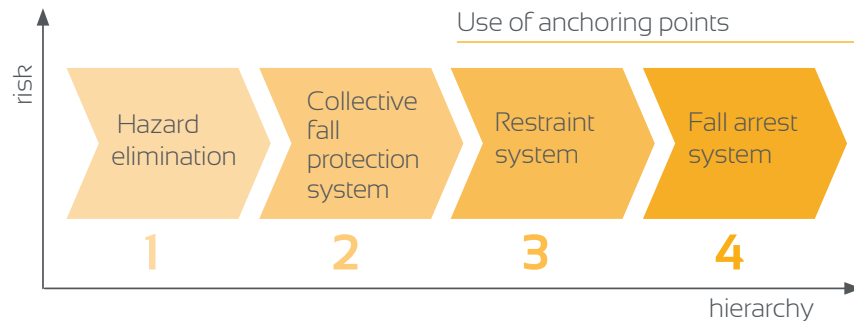 Use of anchoring points
risk
Hazard
elimination
Collective
fall
protection
system
Restraint
system
Fall arrest
system
1
2
3
4
hierarchy